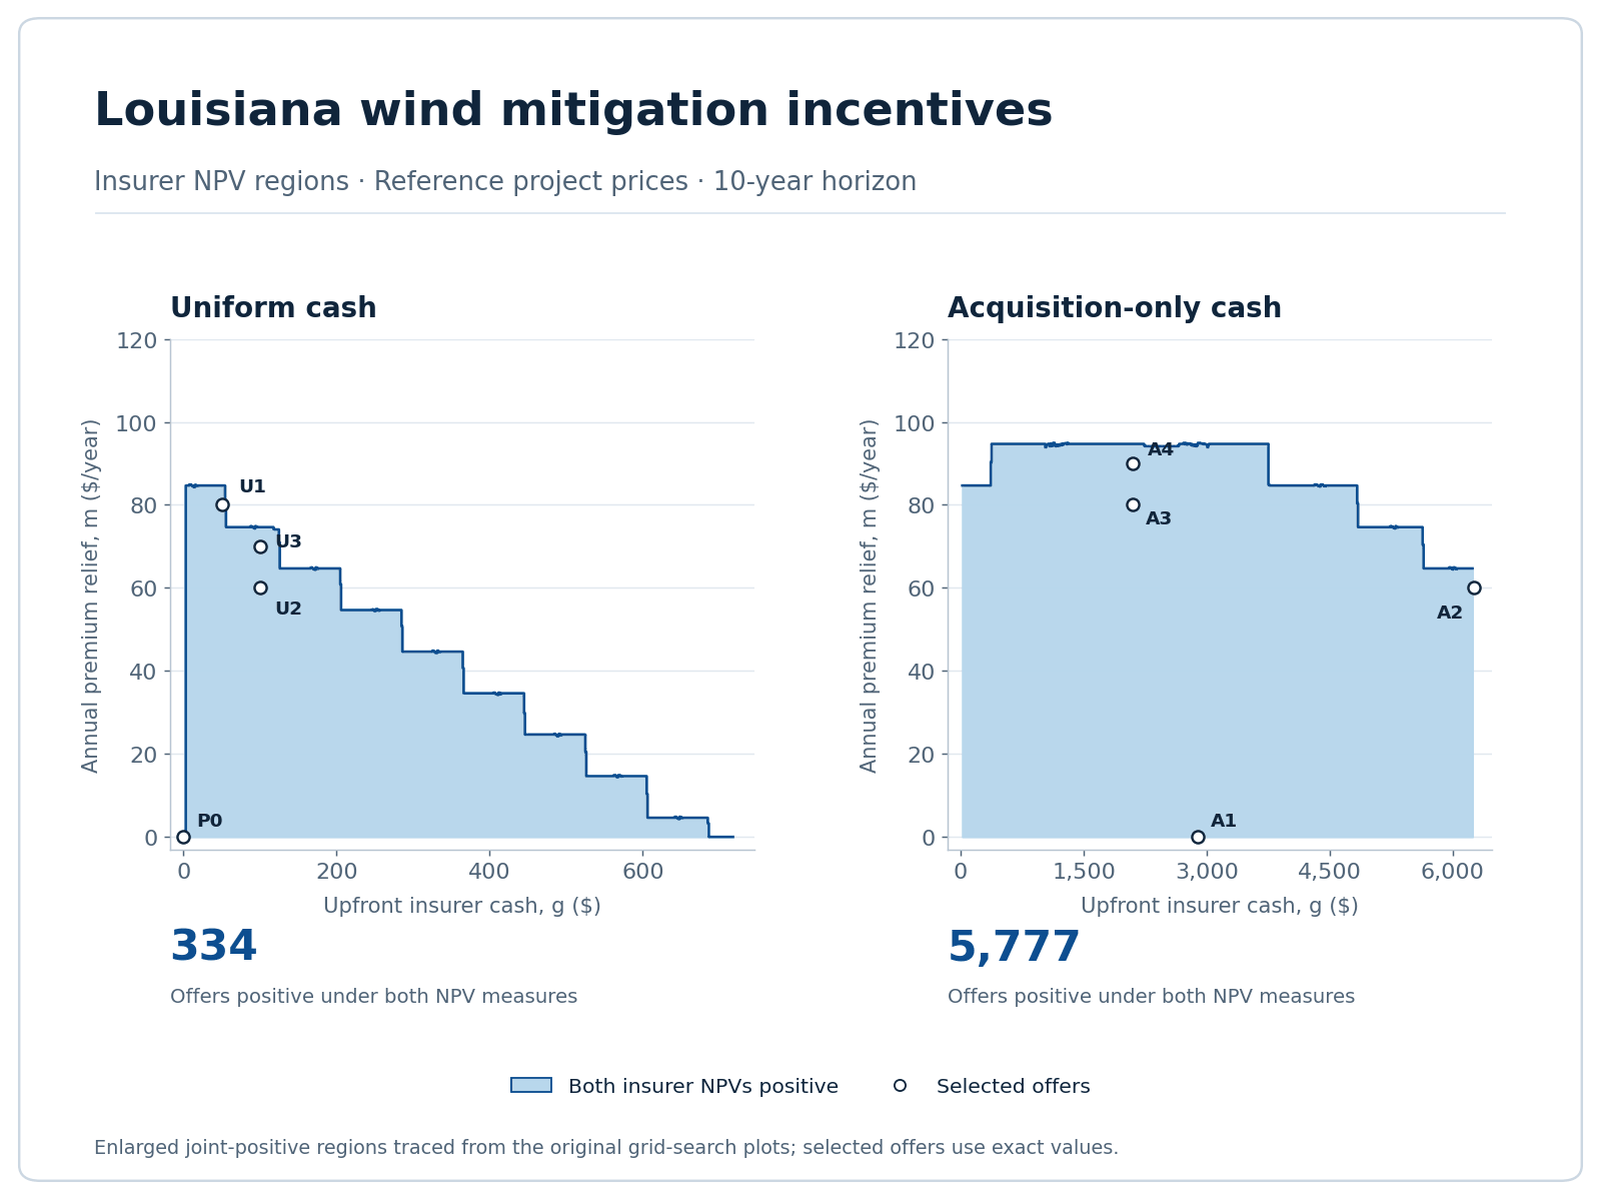 Louisiana wind mitigation incentives
Insurer NPV regions · Reference project prices · 10-year horizon
Uniform cash
120
100
80
60
40
20
0
Annual premium relief, m ($/year)
U1
U3
U2
P0
0
200
400
600
Upfront insurer cash, g ($)
334
Offers positive under both NPV measures
Acquisition-only cash
120
100
80
60
40
20
0
Annual premium relief, m ($/year)
A4
A3
A2
A1
0
1,500
3,000
4,500
6,000
Upfront insurer cash, g ($)
5,777
Offers positive under both NPV measures
Both insurer NPVs positive
Selected offers
Enlarged joint-positive regions traced from the original grid-search plots; selected offers use exact values.